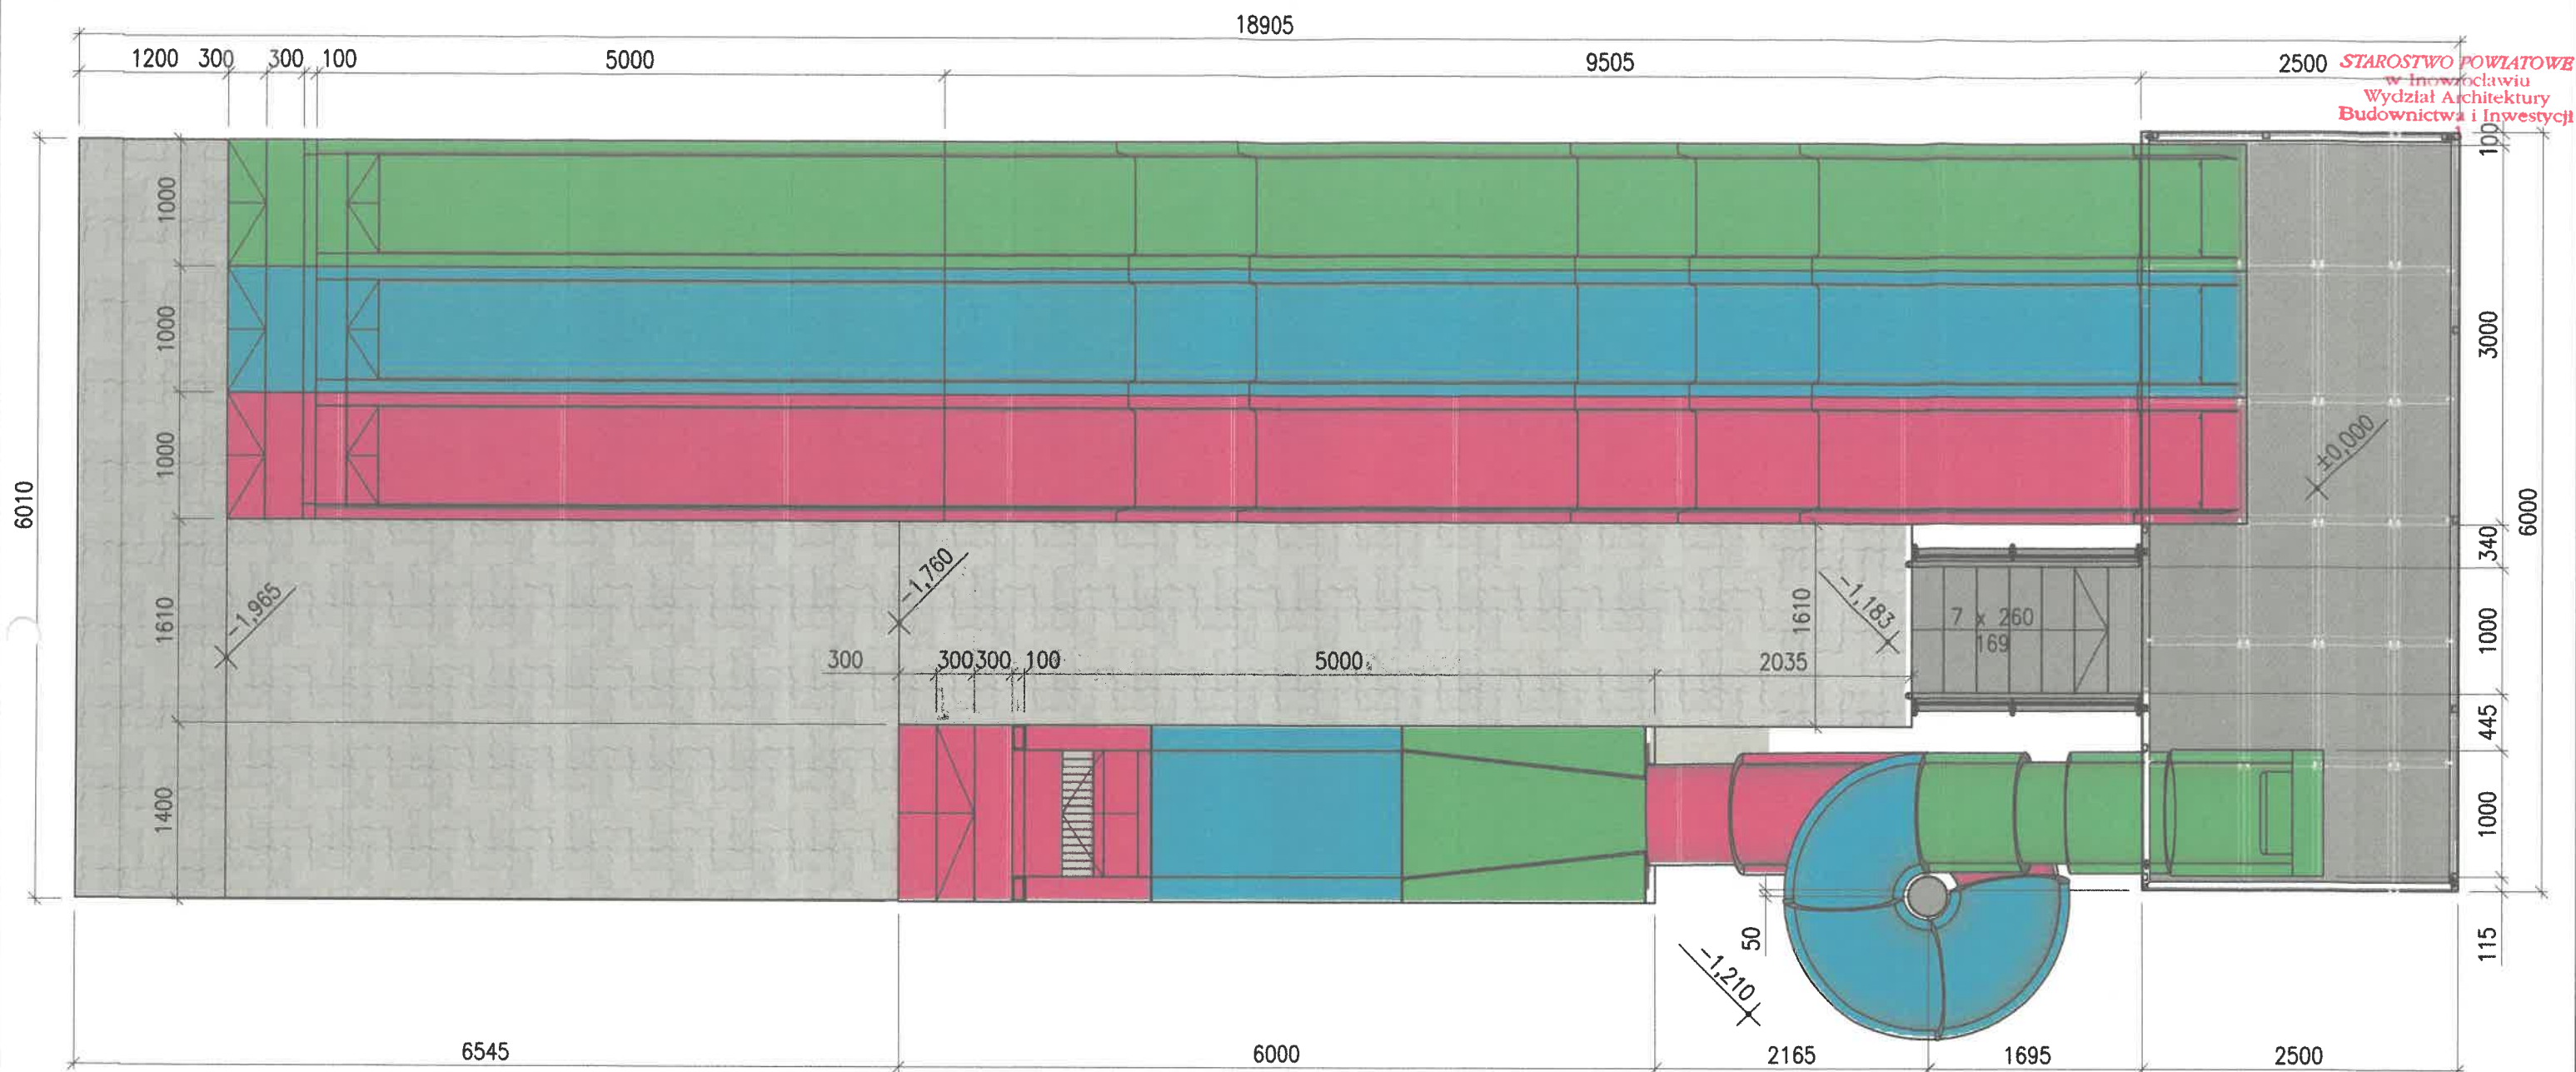 18905
1200 300 300 100 5000 9505 2500
STAROSTWO POWIATOWE
w Inowrocławiu
Wydział Architektury
Budownictwa i Inwestycji
100
1000
1000
3000
1000
±0,000
6010
6000
340
-1,965
-1,760
1610
1610
-1,183
7 x 260
169
1000
300 300 300 100 5000 2035
445
1400
1000
50
115
-1,210
6545 6000 2165 1695 2500